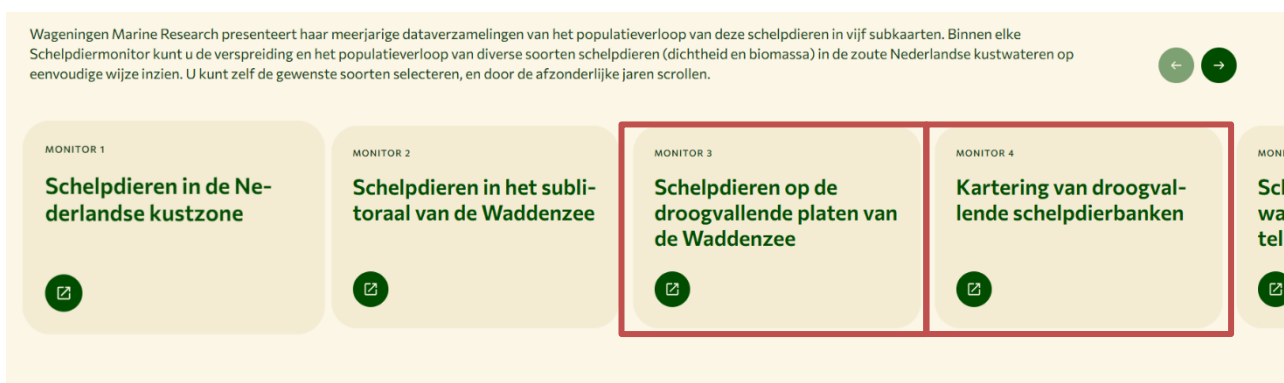 Wageningen Marine Research presenteert haar meerjarige dataverzamelingen van het populatieverloop van deze schelpdieren in vijf subkaarten. Binnen elke
Schelpdiermonitor kunt u de verspreiding en het populatieverloop van diverse soorten schelpdieren (dichtheid en biomassa) in de zoute Nederlandse kustwateren op
eenvoudige wijze inzien. U kunt zelf de gewenste soorten selecteren, en door de afzonderlijke jaren scrollen.
MONITOR 1
Schelpdieren in de Ne-
derlandse kustzone
MONITOR 2
Schelpdieren in het subli-
toraal van de Waddenzee
MONITOR 3
Schelpdieren op de
droogvallende platen van
de Waddenzee
MONITOR 4
Kartering van droogval-
lende schelpdierbanken